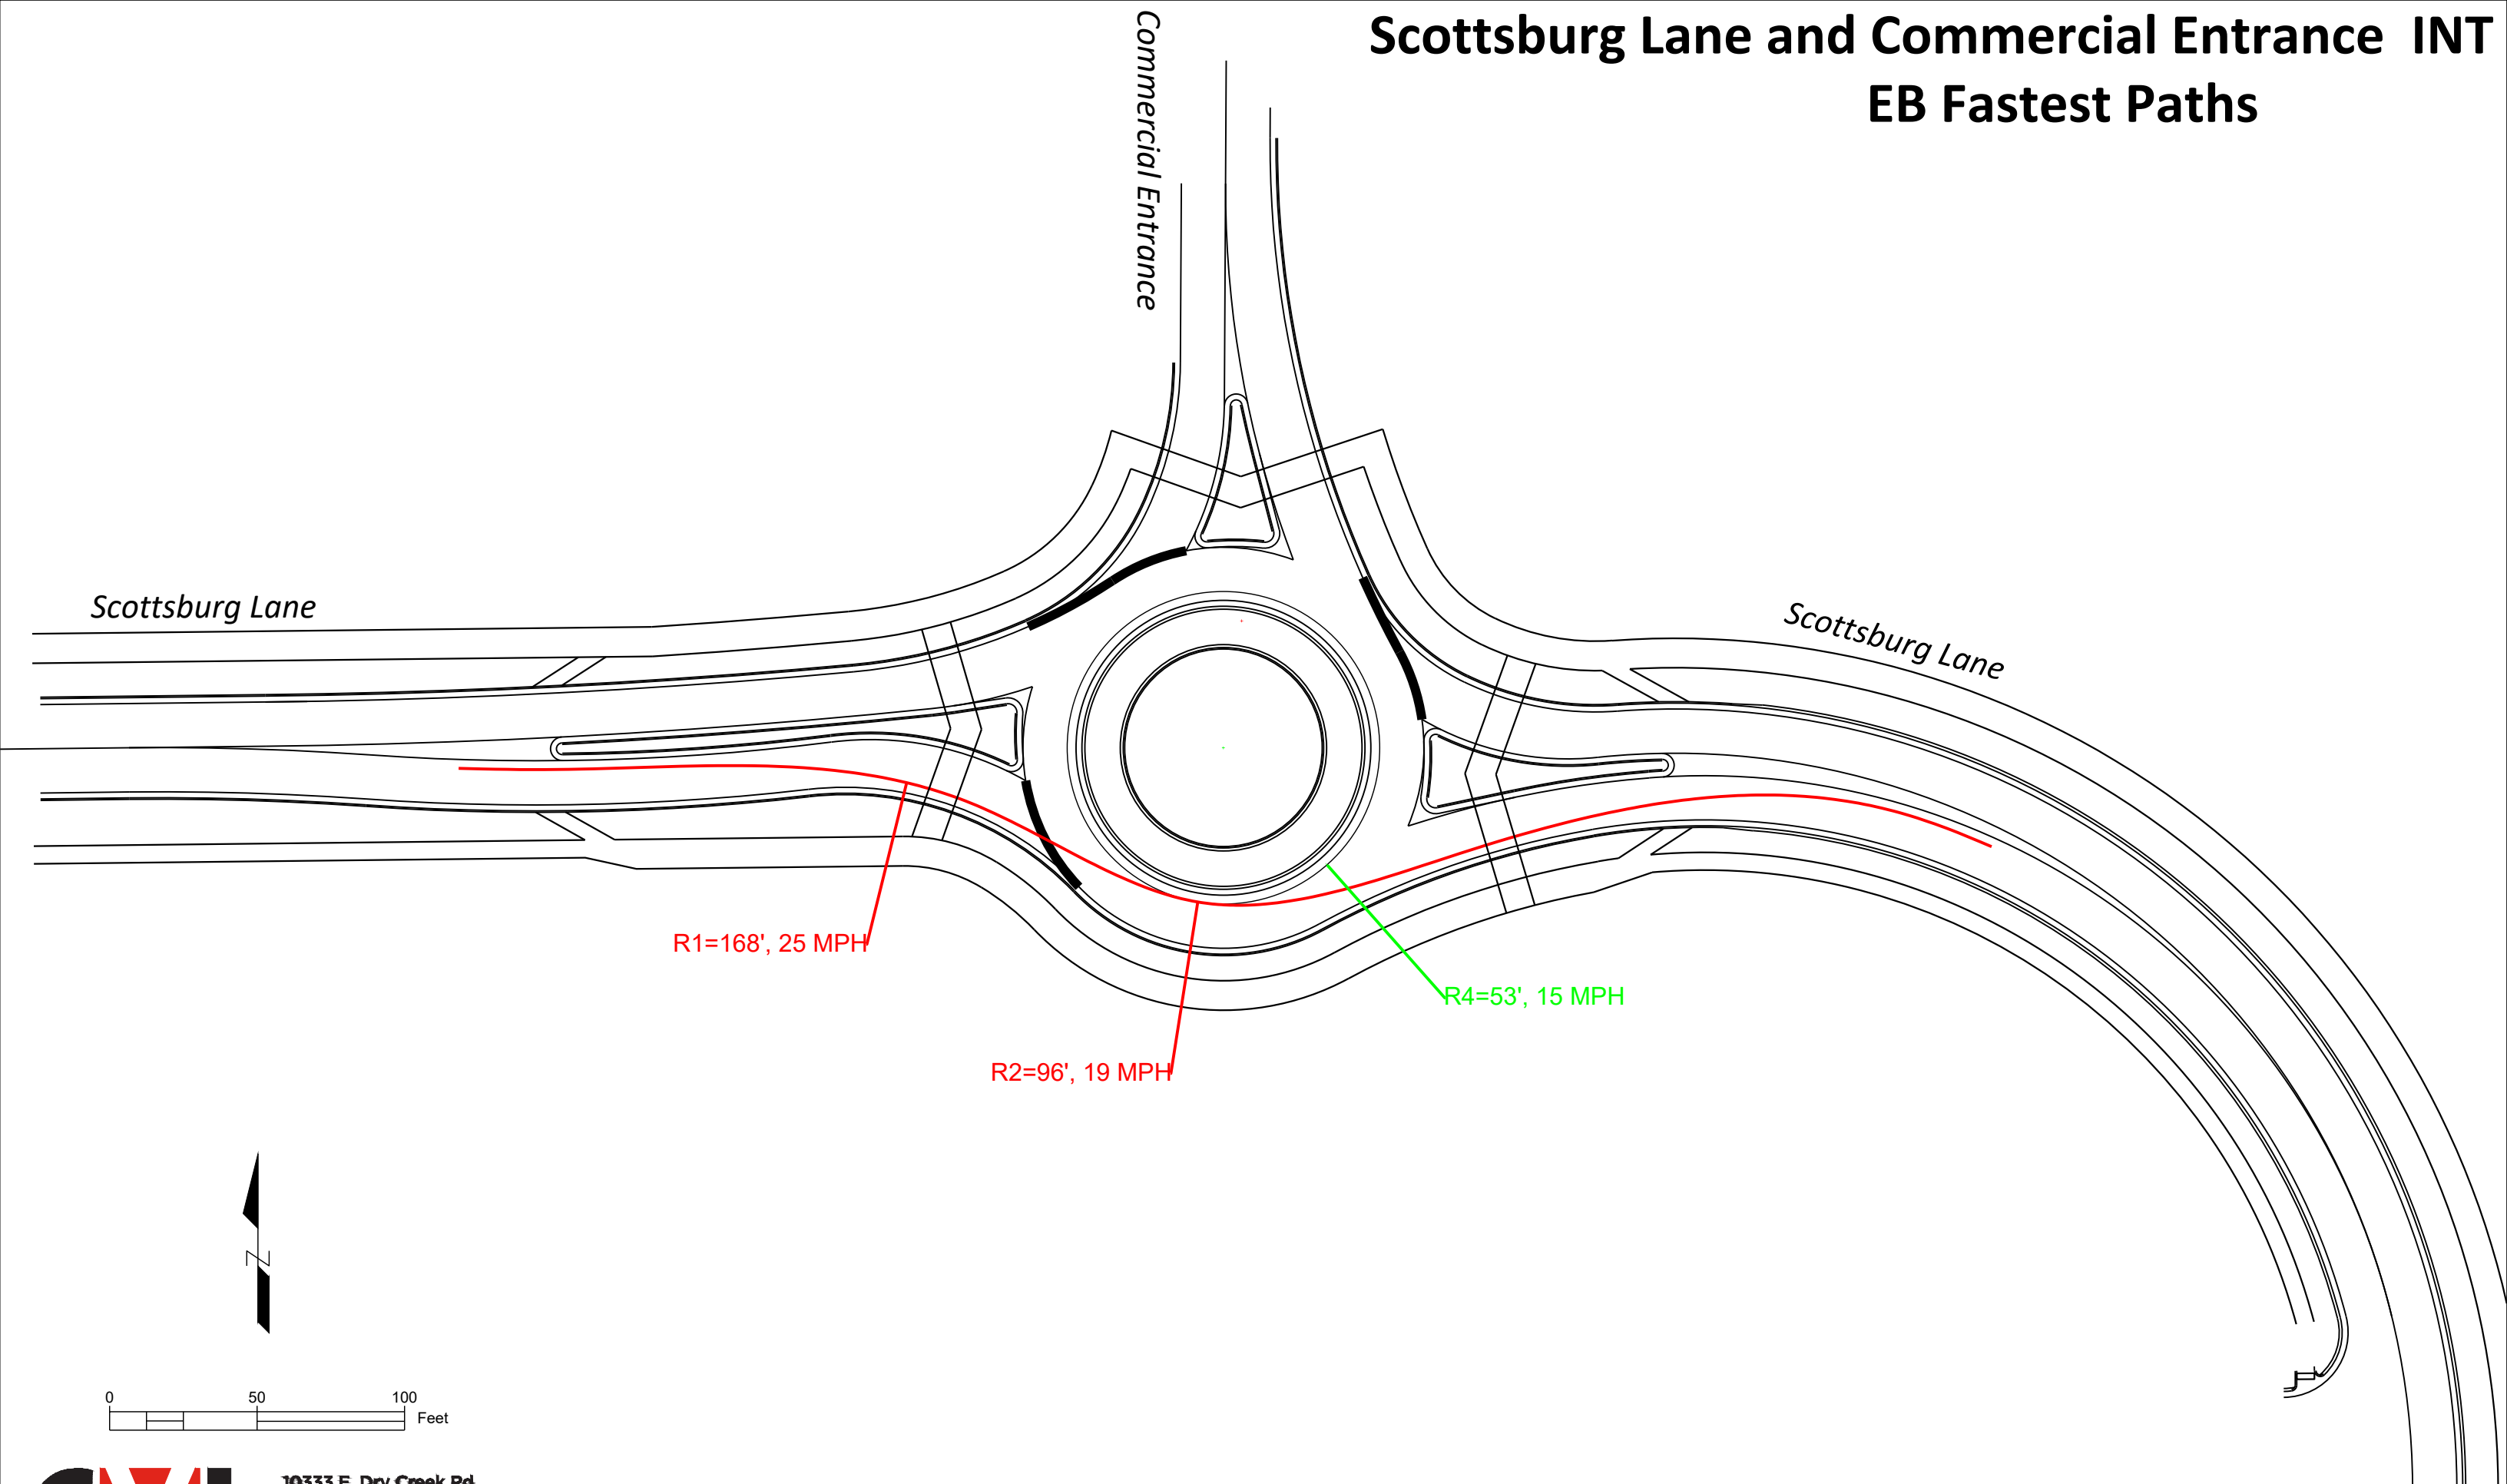 Scottsburg Lane and Commercial Entrance  INT
EB Fastest Paths
Commercial Entrance
Scottsburg Lane
Scottsburg Lane
R1=168', 25 MPH
R4=53', 15 MPH
R2=96', 19 MPH
N
0 50 100
Feet
10333 E. Dry Creek Rd